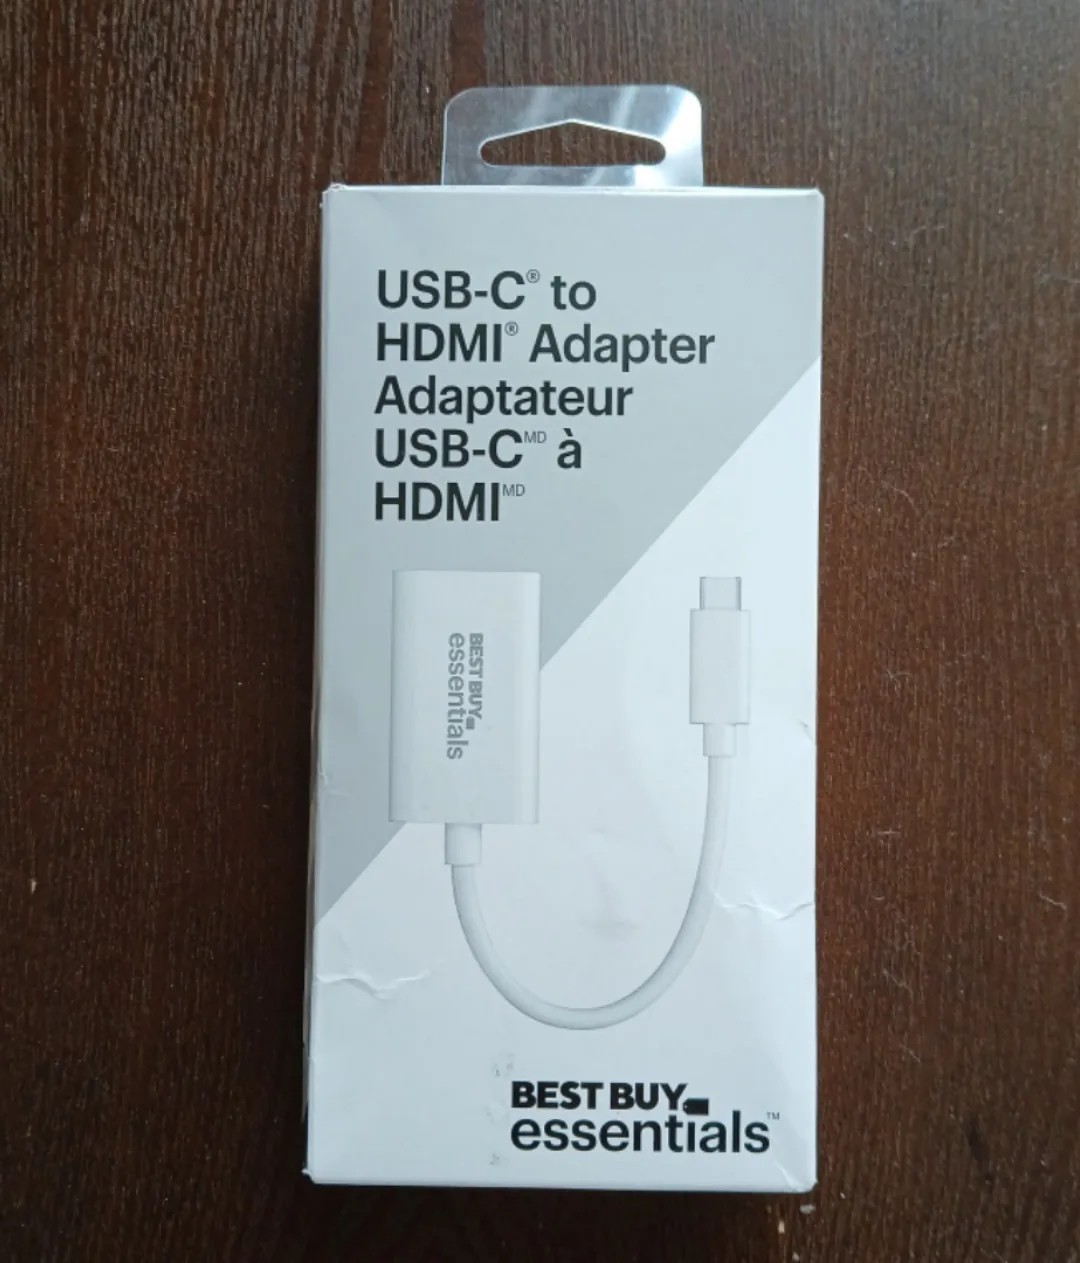 USB-C® to
HDMI® Adapter
Adaptateur
USB-Cᴹᴰ à
HDMIᴹᴰ
BEST BUY
essentials
BEST BUY
essentials™